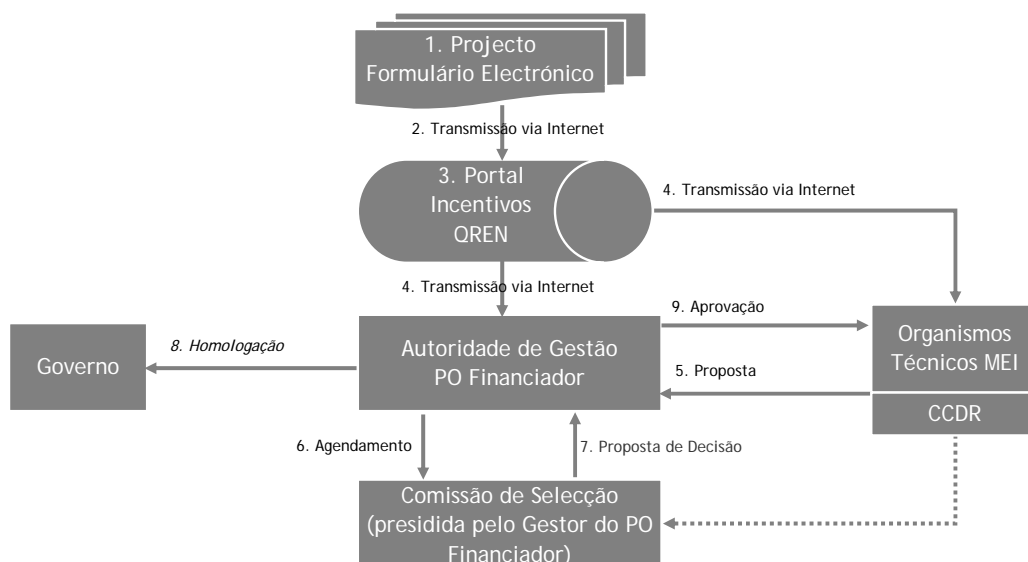 1. Projecto
Formulário Electrónico
2. Transmissão via Internet
3. Portal
Incentivos
QREN
4. Transmissão via Internet
4. Transmissão via Internet
9. Aprovação
Governo
8. Homologação
Autoridade de Gestão
PO Financiador
Organismos
Técnicos MEI
5. Proposta
CCDR
6. Agendamento
7. Proposta de Decisão
Comissão de Selecção
(presidida pelo Gestor do PO
Financiador)